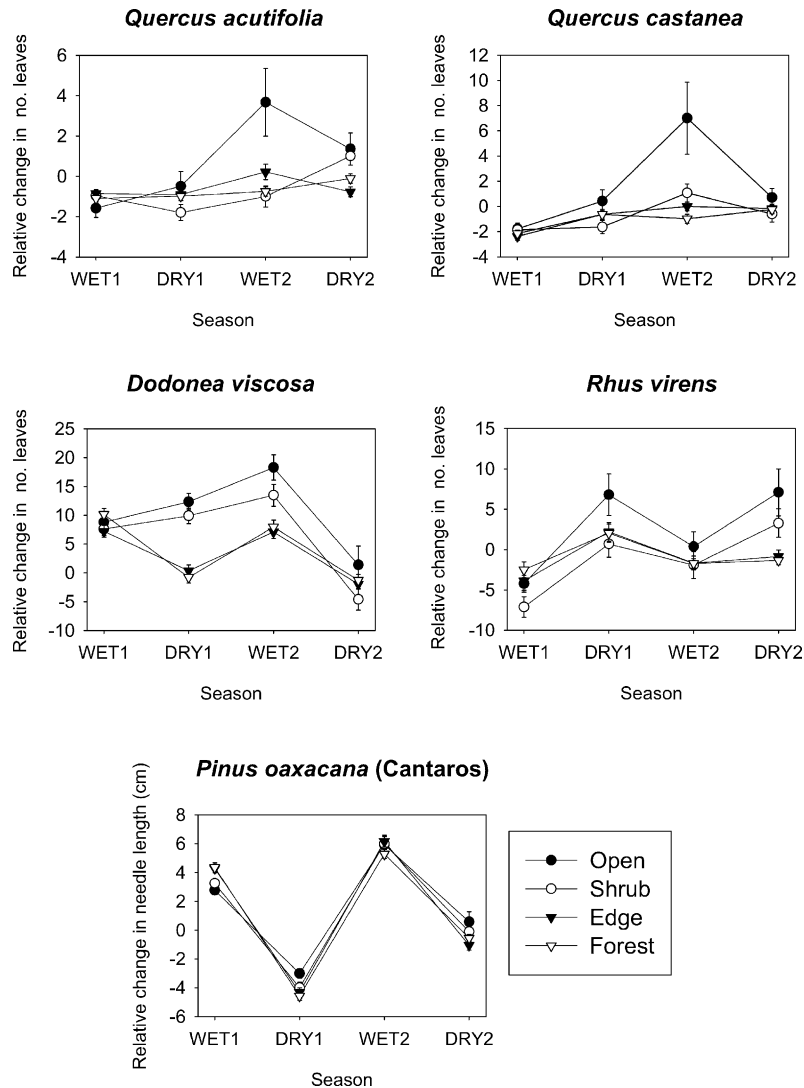 Quercus acutifolia
Quercus castanea
Relative change in no. leaves
6
4
2
0
-2
-4
WET1 DRY1 WET2 DRY2
Season
Relative change in no. leaves
12
10
8
6
4
2
0
-2
-4
WET1 DRY1 WET2 DRY2
Season
Dodonea viscosa
Rhus virens
Relative change in no. leaves
25
20
15
10
5
0
-5
-10
WET1 DRY1 WET2 DRY2
Season
Relative change in no. leaves
15
10
5
0
-5
-10
WET1 DRY1 WET2 DRY2
Season
Pinus oaxacana (Cantaros)
Relative change in needle length (cm)
8
6
4
2
0
-2
-4
-6
WET1 DRY1 WET2 DRY2
Season
Open
Shrub
Edge
Forest